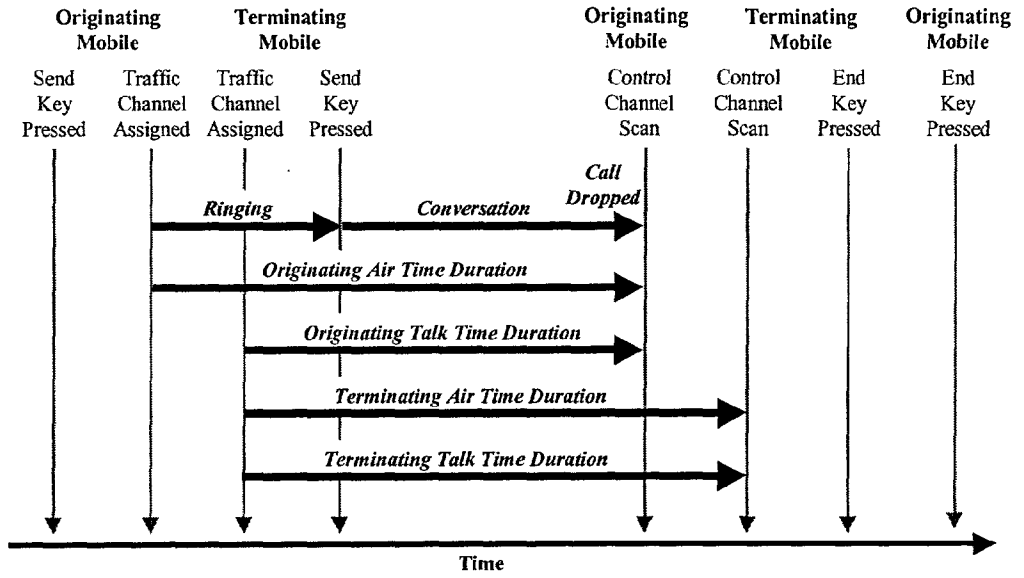 Originating Mobile
Terminating Mobile
Originating Mobile
Terminating Mobile
Originating Mobile
Send Key Pressed
Traffic Channel Assigned
Traffic Channel Assigned
Send Key Pressed
Control Channel Scan
Control Channel Scan
End Key Pressed
End Key Pressed
Call Dropped
Ringing
Conversation
Originating Air Time Duration
Originating Talk Time Duration
Terminating Air Time Duration
Terminating Talk Time Duration
Time